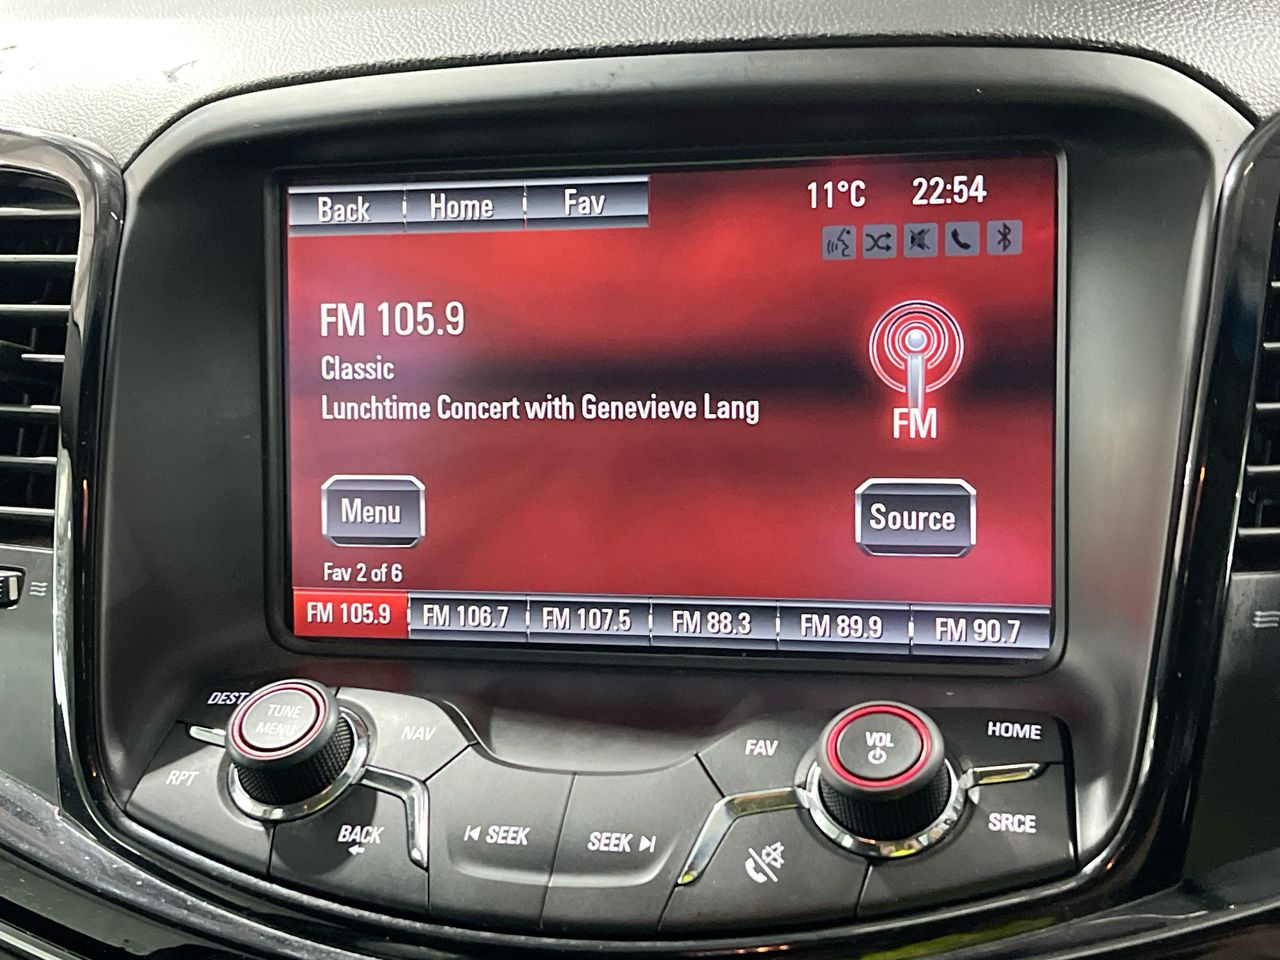 Back Home Fav 11°C 22:54
FM 105.9
Classic
Lunchtime Concert with Genevieve Lang
FM
Menu Source
Fav 2 of 6
FM 105.9 FM 106.7 FM 107.5 FM 88.3 FM 89.9 FM 90.7
DEST
TUNE
MENU
NAV
RPT
BACK
SEEK
SEEK
FAV
VOL
HOME
SRCE